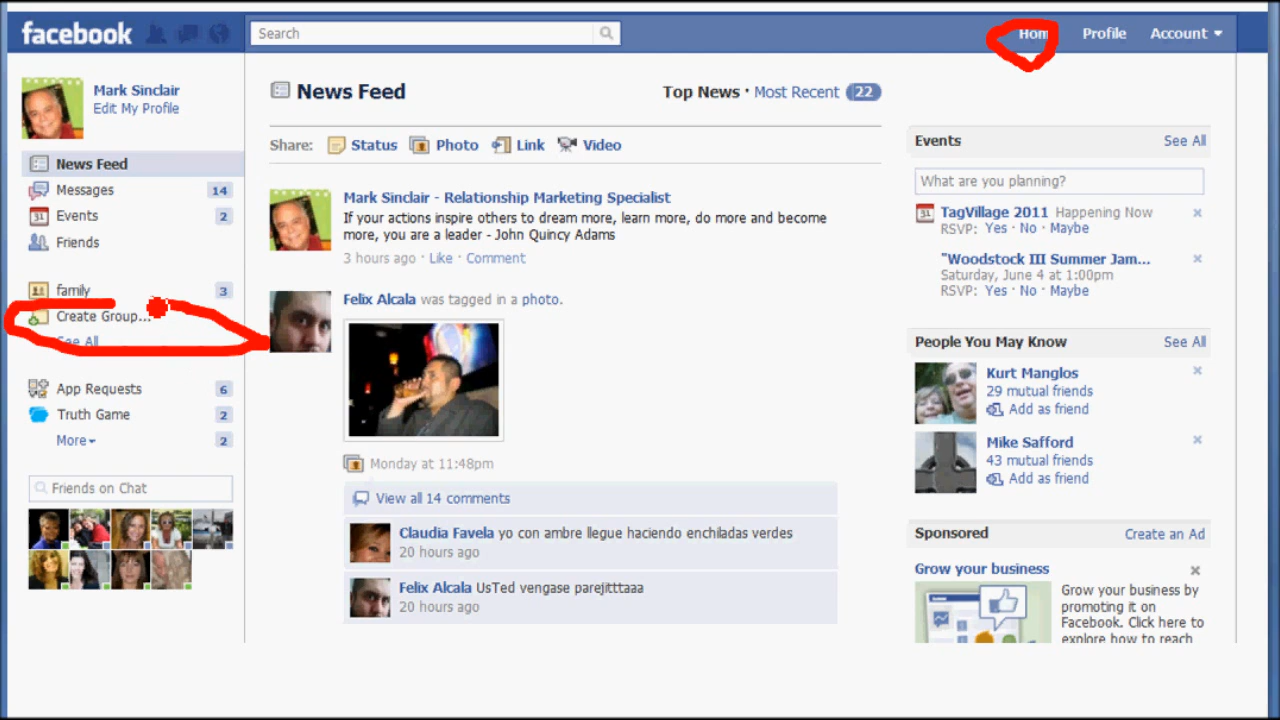 facebook
Search
Home Profile Account
Mark Sinclair
Edit My Profile
News Feed
Messages 14
Events 2
Friends
family 3
Create Group...
See All
App Requests 6
Truth Game 2
More 2
Friends on Chat
News Feed
Top News · Most Recent 22
Share: Status Photo Link Video
Mark Sinclair - Relationship Marketing Specialist
If your actions inspire others to dream more, learn more, do more and become
more, you are a leader - John Quincy Adams
3 hours ago · Like · Comment
Felix Alcala was tagged in a photo.
Monday at 11:48pm
View all 14 comments
Claudia Favela yo con ambre llegue haciendo enchiladas verdes
20 hours ago
Felix Alcala UsTed vengase parejitttaaa
20 hours ago
Events See All
What are you planning?
31 TagVillage 2011 Happening Now
RSVP: Yes · No · Maybe
"Woodstock III Summer Jam...
Saturday, June 4 at 1:00pm
RSVP: Yes · No · Maybe
People You May Know See All
Kurt Manglos
29 mutual friends
Add as friend
Mike Safford
43 mutual friends
Add as friend
Sponsored Create an Ad
Grow your business
Grow your business by
promoting it on
Facebook. Click here to
explore how to reach